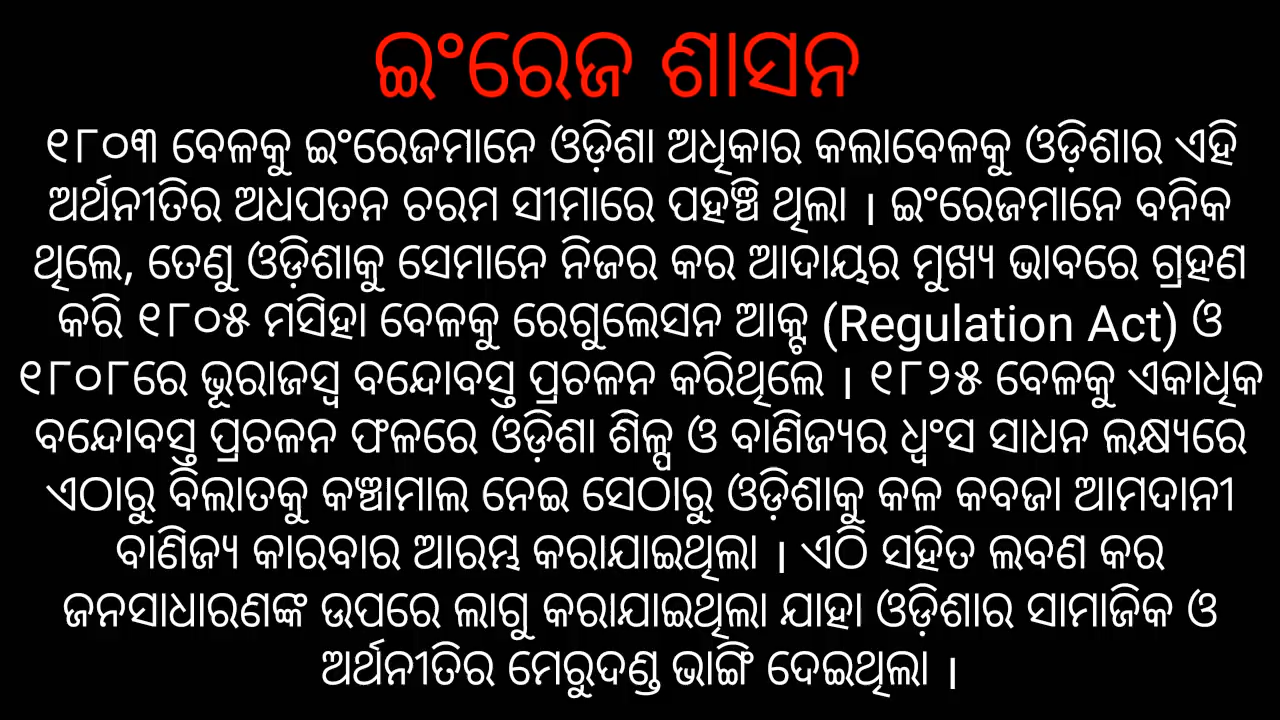 ଇଂରେଜ ଶାସନ
୧୮୦୩ ବେଳକୁ ଇଂରେଜମାନେ ଓଡ଼ିଶା ଅଧିକାର କଲାବେଳକୁ ଓଡ଼ିଶାର ଏହି
ଅର୍ଥନୀତିର ଅଧପତନ ଚରମ ସୀମାରେ ପହଞ୍ଚି ଥିଲା । ଇଂରେଜମାନେ ବନିକ
ଥିଲେ, ତେଣୁ ଓଡ଼ିଶାକୁ ସେମାନେ ନିଜର କର ଆଦାୟର ମୁଖ୍ୟ ଭାବରେ ଗ୍ରହଣ
କରି ୧୮୦୫ ମସିହା ବେଳକୁ ରେଗୁଲେସନ ଆକ୍ଟ (Regulation Act) ଓ
୧୮୦୮ରେ ଭୂରାଜସ୍ୱ ବନ୍ଦୋବସ୍ତ ପ୍ରଚଳନ କରିଥିଲେ । ୧୮୨୫ ବେଳକୁ ଏକାଧିକ
ବନ୍ଦୋବସ୍ତ ପ୍ରଚଳନ ଫଳରେ ଓଡ଼ିଶା ଶିଳ୍ପ ଓ ବାଣିଜ୍ୟର ଧ୍ୱଂସ ସାଧନ ଲକ୍ଷ୍ୟରେ
ଏଠାରୁ ବିଲାତକୁ କଞ୍ଚାମାଲ ନେଇ ସେଠାରୁ ଓଡ଼ିଶାକୁ କଳ କବଜା ଆମଦାନୀ
ବାଣିଜ୍ୟ କାରବାର ଆରମ୍ଭ କରାଯାଇଥିଲା । ଏଠି ସହିତ ଲବଣ କର
ଜନସାଧାରଣଙ୍କ ଉପରେ ଲାଗୁ କରାଯାଇଥିଲା ଯାହା ଓଡ଼ିଶାର ସାମାଜିକ ଓ
ଅର୍ଥନୀତିର ମେରୁଦଣ୍ଡ ଭାଙ୍ଗି ଦେଇଥିଲା ।